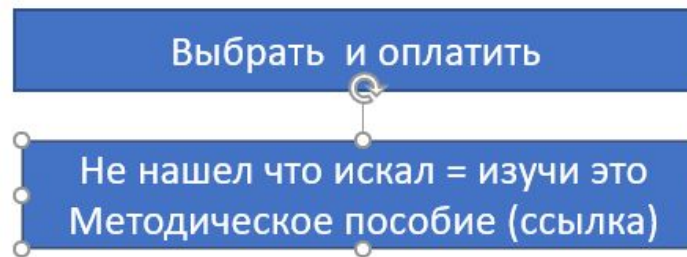 Выбрать  и оплатить
Не нашел что искал = изучи это
Методическое пособие (ссылка)